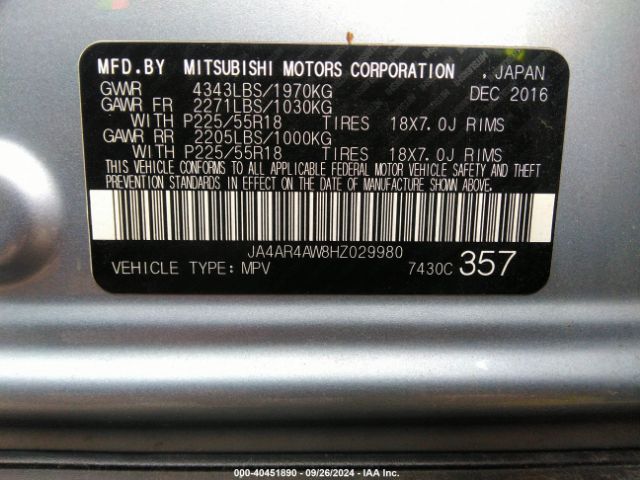 MFD.BY MITSUBISHI MOTORS CORPORATION , JAPAN
GWWR 4343LBS/1970KG DEC 2016
GAWR FR 2271LBS/1030KG
WITH P225/55R18 TIRES 18X7.0J RIMS
GAWR RR 2205LBS/1000KG
WITH P225/55R18 TIRES 18X7.0J RIMS
THIS VEHICLE CONFORMS TO ALL APPLICABLE FEDERAL MOTOR VEHICLE SAFETY AND THEFT
PREVENTION STANDARDS IN EFFECT ON THE DATE OF MANUFACTURE SHOWN ABOVE.
JA4AR4AW8HZ029980
VEHICLE TYPE:MPV 7430C 357
000-40451890 - 09/26/2024 - IAA Inc.